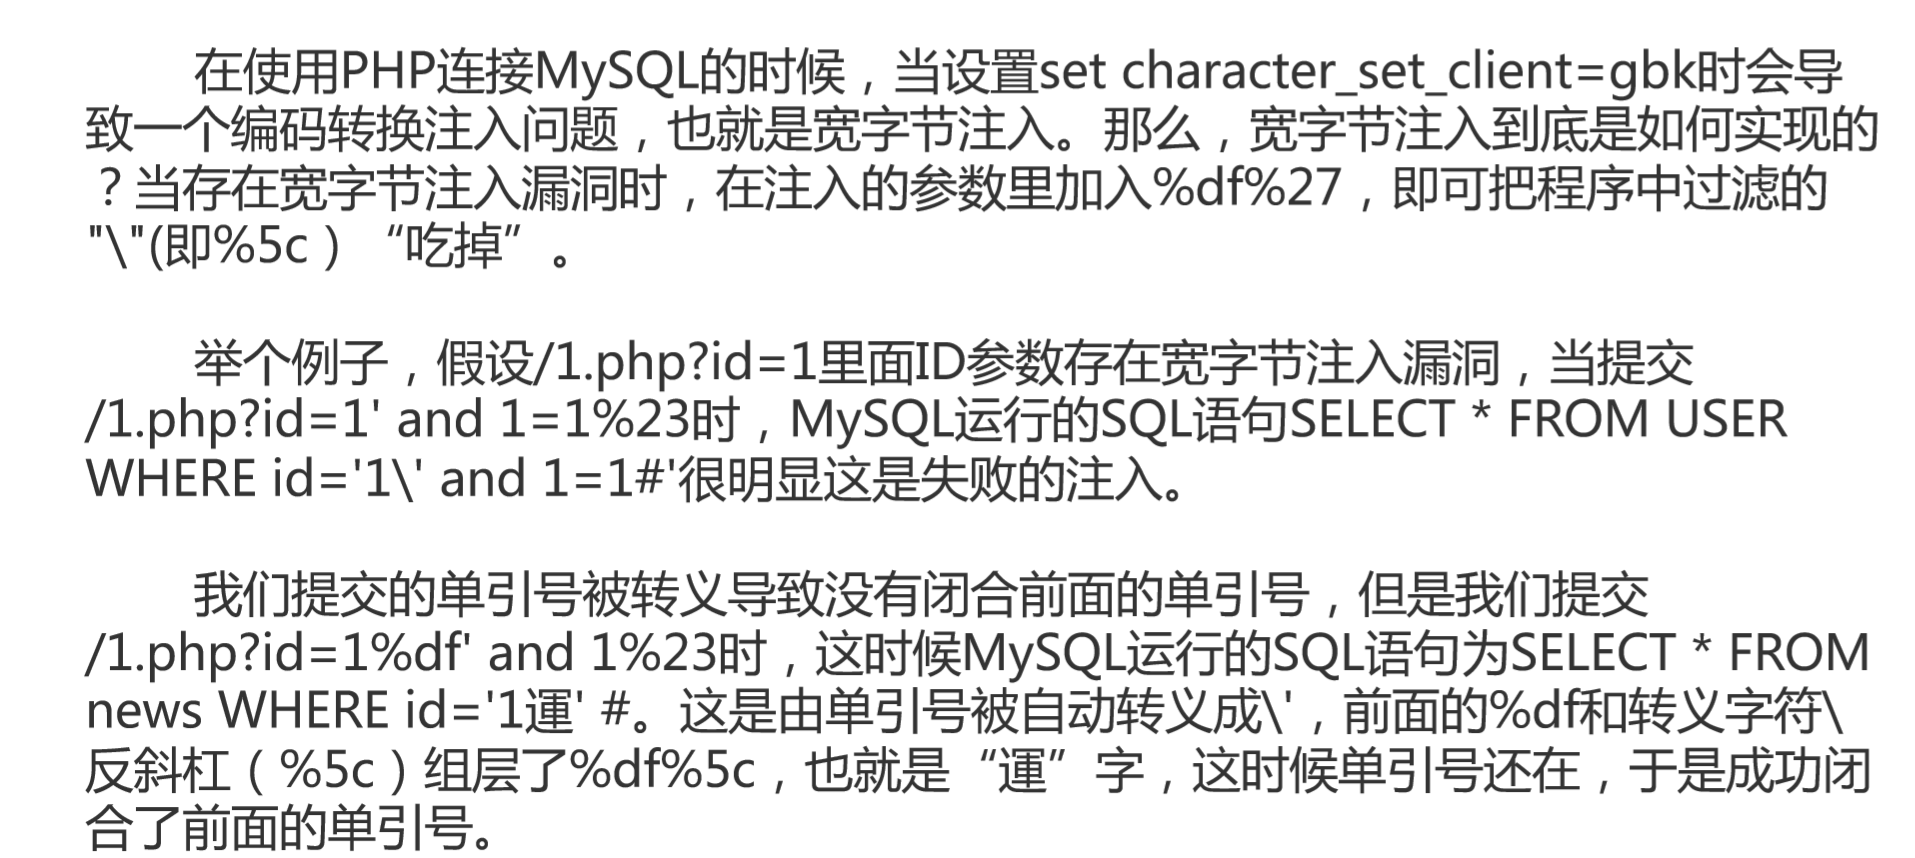 在使用PHP连接MySQL的时候，当设置set character_set_client=gbk时会导
致一个编码转换注入问题，也就是宽字节注入。那么，宽字节注入到底是如何实现的
？当存在宽字节注入漏洞时，在注入的参数里加入%df%27，即可把程序中过滤的
"\"(即%5c）“吃掉”。
举个例子，假设/1.php?id=1里面ID参数存在宽字节注入漏洞，当提交
/1.php?id=1' and 1=1%23时，MySQL运行的SQL语句SELECT * FROM USER
WHERE id='1\' and 1=1#'很明显这是失败的注入。
我们提交的单引号被转义导致没有闭合前面的单引号，但是我们提交
/1.php?id=1%df' and 1%23时，这时候MySQL运行的SQL语句为SELECT * FROM
news WHERE id='1運' #。这是由单引号被自动转义成\'，前面的%df和转义字符\
反斜杠（%5c）组层了%df%5c，也就是“運”字，这时候单引号还在，于是成功闭
合了前面的单引号。